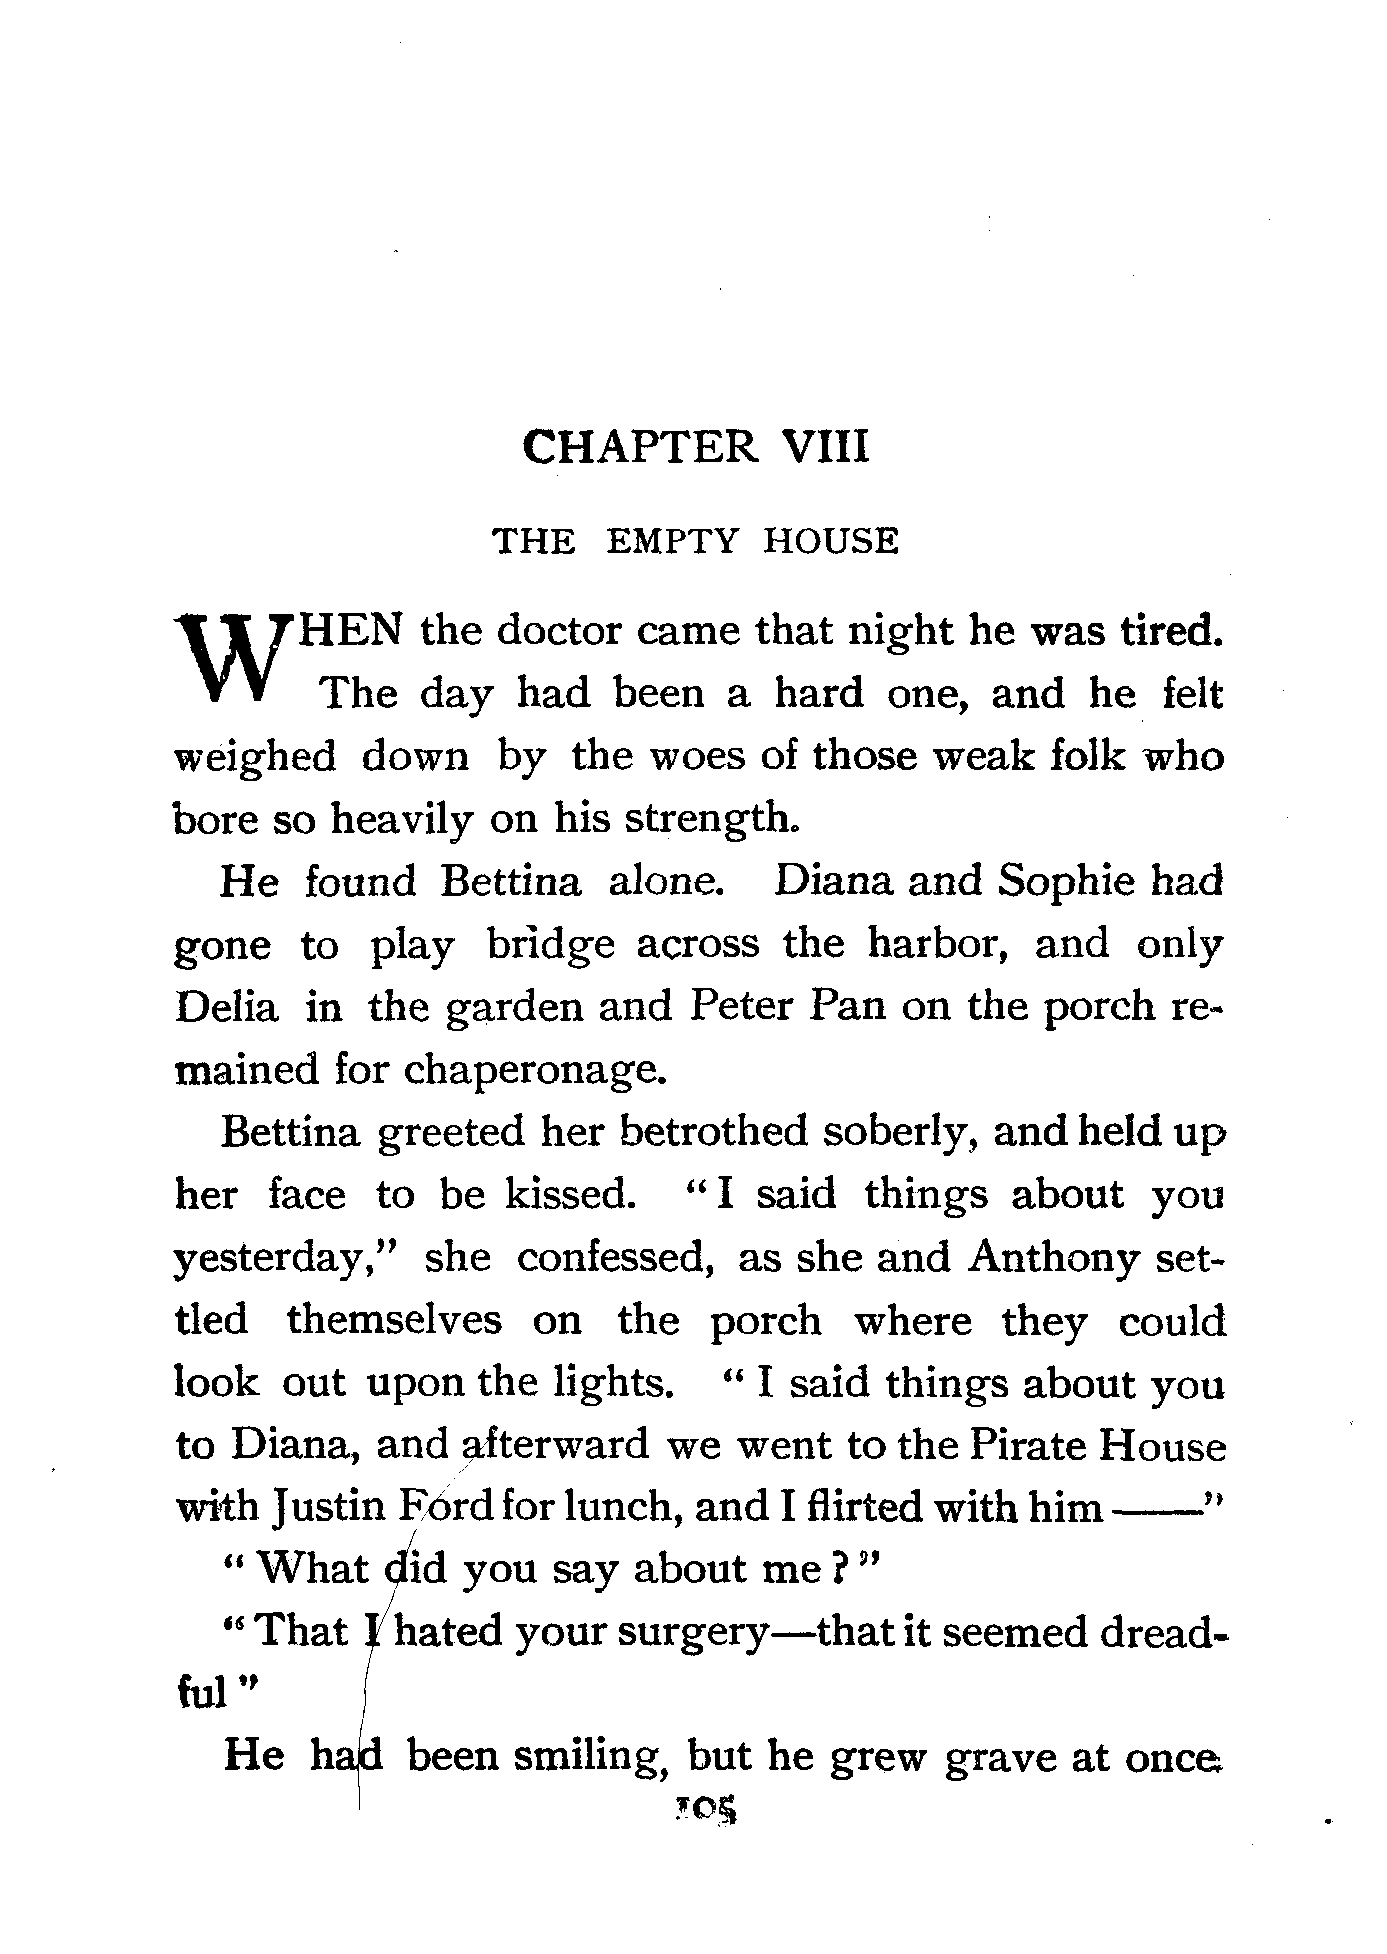 CHAPTER VIII
THE EMPTY HOUSE
WHEN the doctor came that night he was tired.
The day had been a hard one, and he felt
weighed down by the woes of those weak folk who
bore so heavily on his strength.
He found Bettina alone. Diana and Sophie had
gone to play bridge across the harbor, and only
Delia in the garden and Peter Pan on the porch re-
mained for chaperonage.
Bettina greeted her betrothed soberly, and held up
her face to be kissed. “I said things about you
yesterday,” she confessed, as she and Anthony set-
tled themselves on the porch where they could
look out upon the lights. “I said things about you
to Diana, and afterward we went to the Pirate House
with Justin Ford for lunch, and I flirted with him ——”
“What did you say about me?”
“That I hated your surgery—that it seemed dread-
ful”
He had been smiling, but he grew grave at once
105